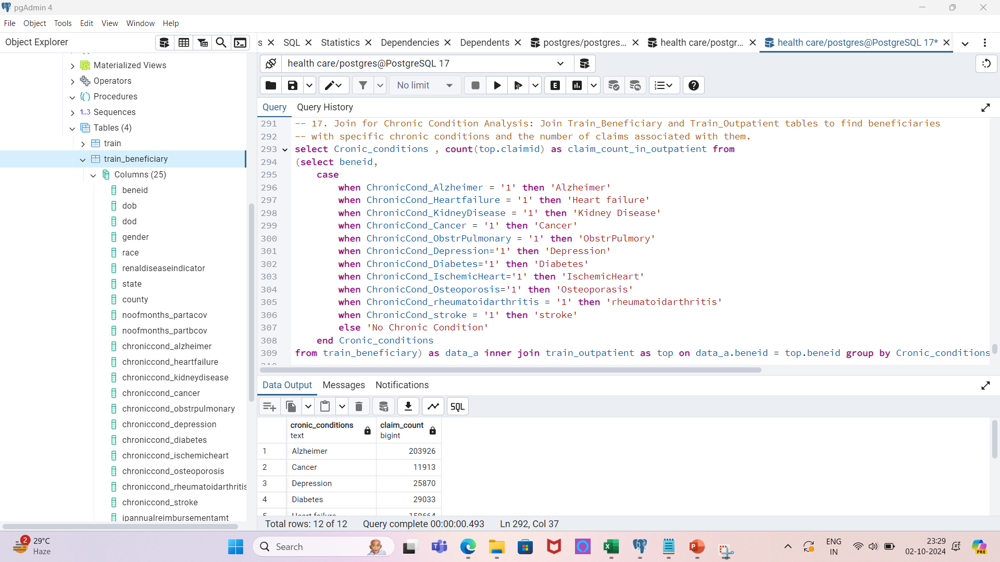 pgAdmin 4
File Object Tools Edit View Window Help
Object Explorer
s SQL Statistics Dependencies Dependents postgres/postgres... health care/postgr... health care/postgres@PostgreSQL 17*
health care/postgres@PostgreSQL 17
No limit
E
Query Query History
Materialized Views
Operators
Procedures
1..3 Sequences
Tables (4)
train
train_beneficiary
Columns (25)
beneid
dob
dod
gender
race
renaldiseaseindicator
state
county
noofmonths_partacov
noofmonths_partbcov
chroniccond_alzheimer
chroniccond_heartfailure
chroniccond_kidneydisease
chroniccond_cancer
chroniccond_obstrpulmonary
chroniccond_depression
chroniccond_diabetes
chroniccond_ischemicheart
chroniccond_osteoporosis
chroniccond_rheumatoidarthritis
chroniccond_stroke
ipannualreimbursementamt
291 -- 17. Join for Chronic Condition Analysis: Join Train_Beneficiary and Train_Outpatient tables to find beneficiaries
292 -- with specific chronic conditions and the number of claims associated with them.
293 select Cronic_conditions , count(top.claimid) as claim_count_in_outpatient from
294 (select beneid,
295 case
296 when ChronicCond_Alzheimer = '1' then 'Alzheimer'
297 when ChronicCond_Heartfailure = '1' then 'Heart failure'
298 when ChronicCond_KidneyDisease = '1' then 'Kidney Disease'
299 when ChronicCond_Cancer = '1' then 'Cancer'
300 when ChronicCond_ObstrPulmonary = '1' then 'ObstrPulmory'
301 when ChronicCond_Depression='1' then 'Depression'
302 when ChronicCond_Diabetes='1' then 'Diabetes'
303 when ChronicCond_IschemicHeart='1' then 'IschemicHeart'
304 when ChronicCond_Osteoporosis='1' then 'Osteoporasis'
305 when ChronicCond_rheumatoidarthritis = '1' then 'rheumatoidarthritis'
306 when ChronicCond_stroke = '1' then 'stroke'
307 else 'No Chronic Condition'
308 end Cronic_conditions
309 from train_beneficiary) as data_a inner join train_outpatient as top on data_a.beneid = top.beneid group by Cronic_conditions
Data Output Messages Notifications
SQL
cronic_conditions text claim_count bigint
1 Alzheimer 203926
2 Cancer 11913
3 Depression 25870
4 Diabetes 29033
5 Heart failure 158664
Total rows: 12 of 12 Query complete 00:00:00.493 Ln 292, Col 37
2 29°C
Haze
Search
ENG
IN
23:29
02-10-2024
PRE